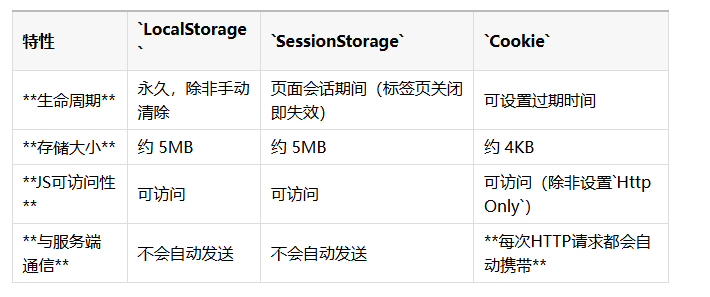 特性
`LocalStorage
`
`SessionStorage`
`Cookie`
**生命周期**
永久，除非手动
清除
页面会话期间（标签页关闭
即失效）
可设置过期时间
**存储大小**
约 5MB
约 5MB
约 4KB
**JS可访问性
**
可访问
可访问
可访问（除非设置`Http
Only`）
**与服务端
通信**
不会自动发送
不会自动发送
**每次HTTP请求都会自
动携带**